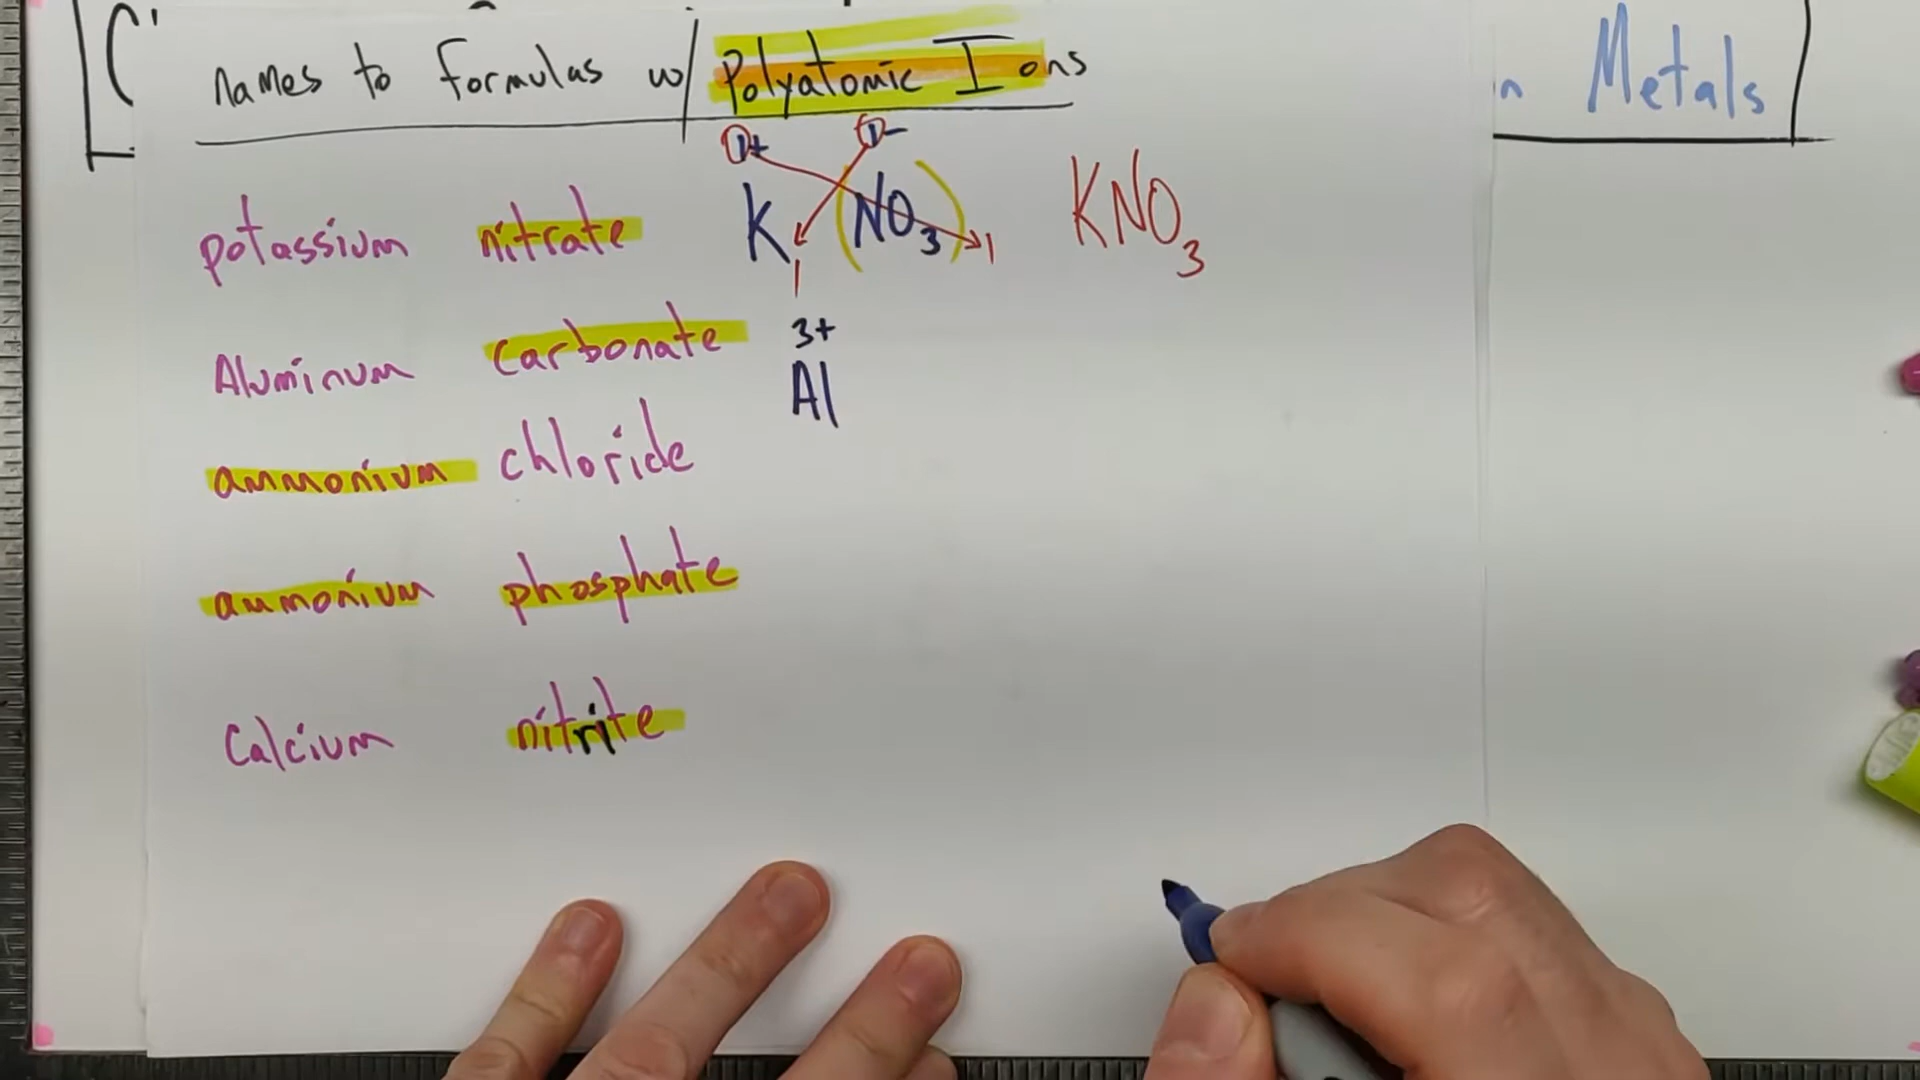 names to formulas w/ Polyatomic Ions
Metals
1+ 1-
potassium nitrate K1 (NO3)1 KNO3
3+
Aluminum carbonate Al
ammonium chloride
ammonium phosphate
Calcium nitrite